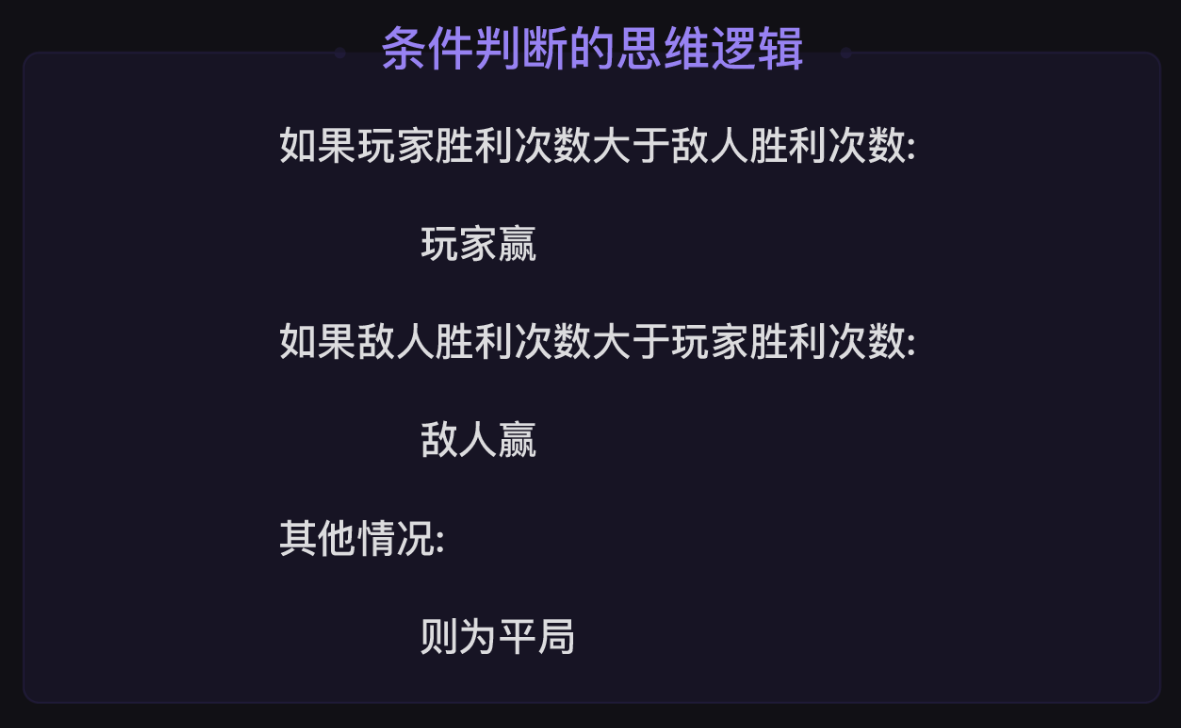 条件判断的思维逻辑
如果玩家胜利次数大于敌人胜利次数:
玩家赢
如果敌人胜利次数大于玩家胜利次数:
敌人赢
其他情况:
则为平局